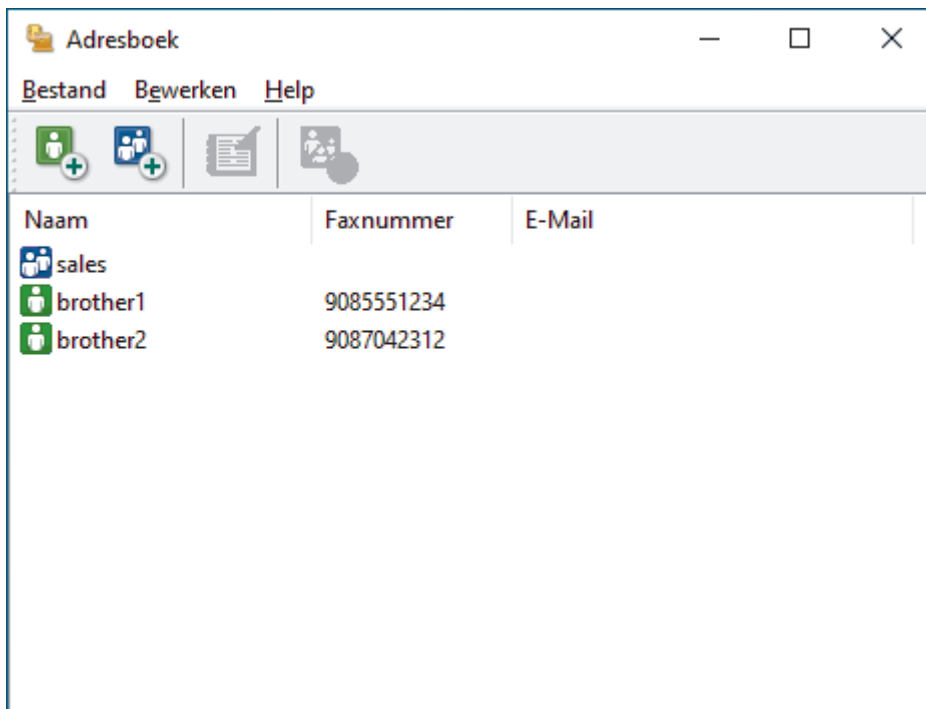 Adresboek
Bestand Bewerken Help
Naam Faxnummer E-Mail
sales
brother1 9085551234
brother2 9087042312